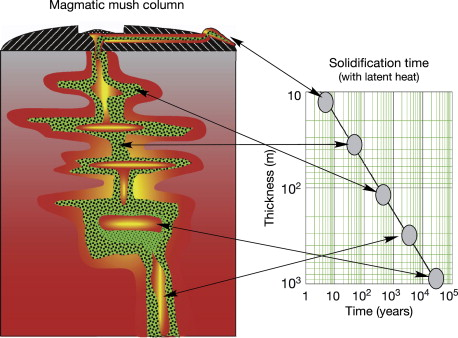 Magmatic mush column
Solidification time
(with latent heat)
Thickness (m)
10
10²
10³
1 10 10² 10³ 10⁴ 10⁵
Time (years)